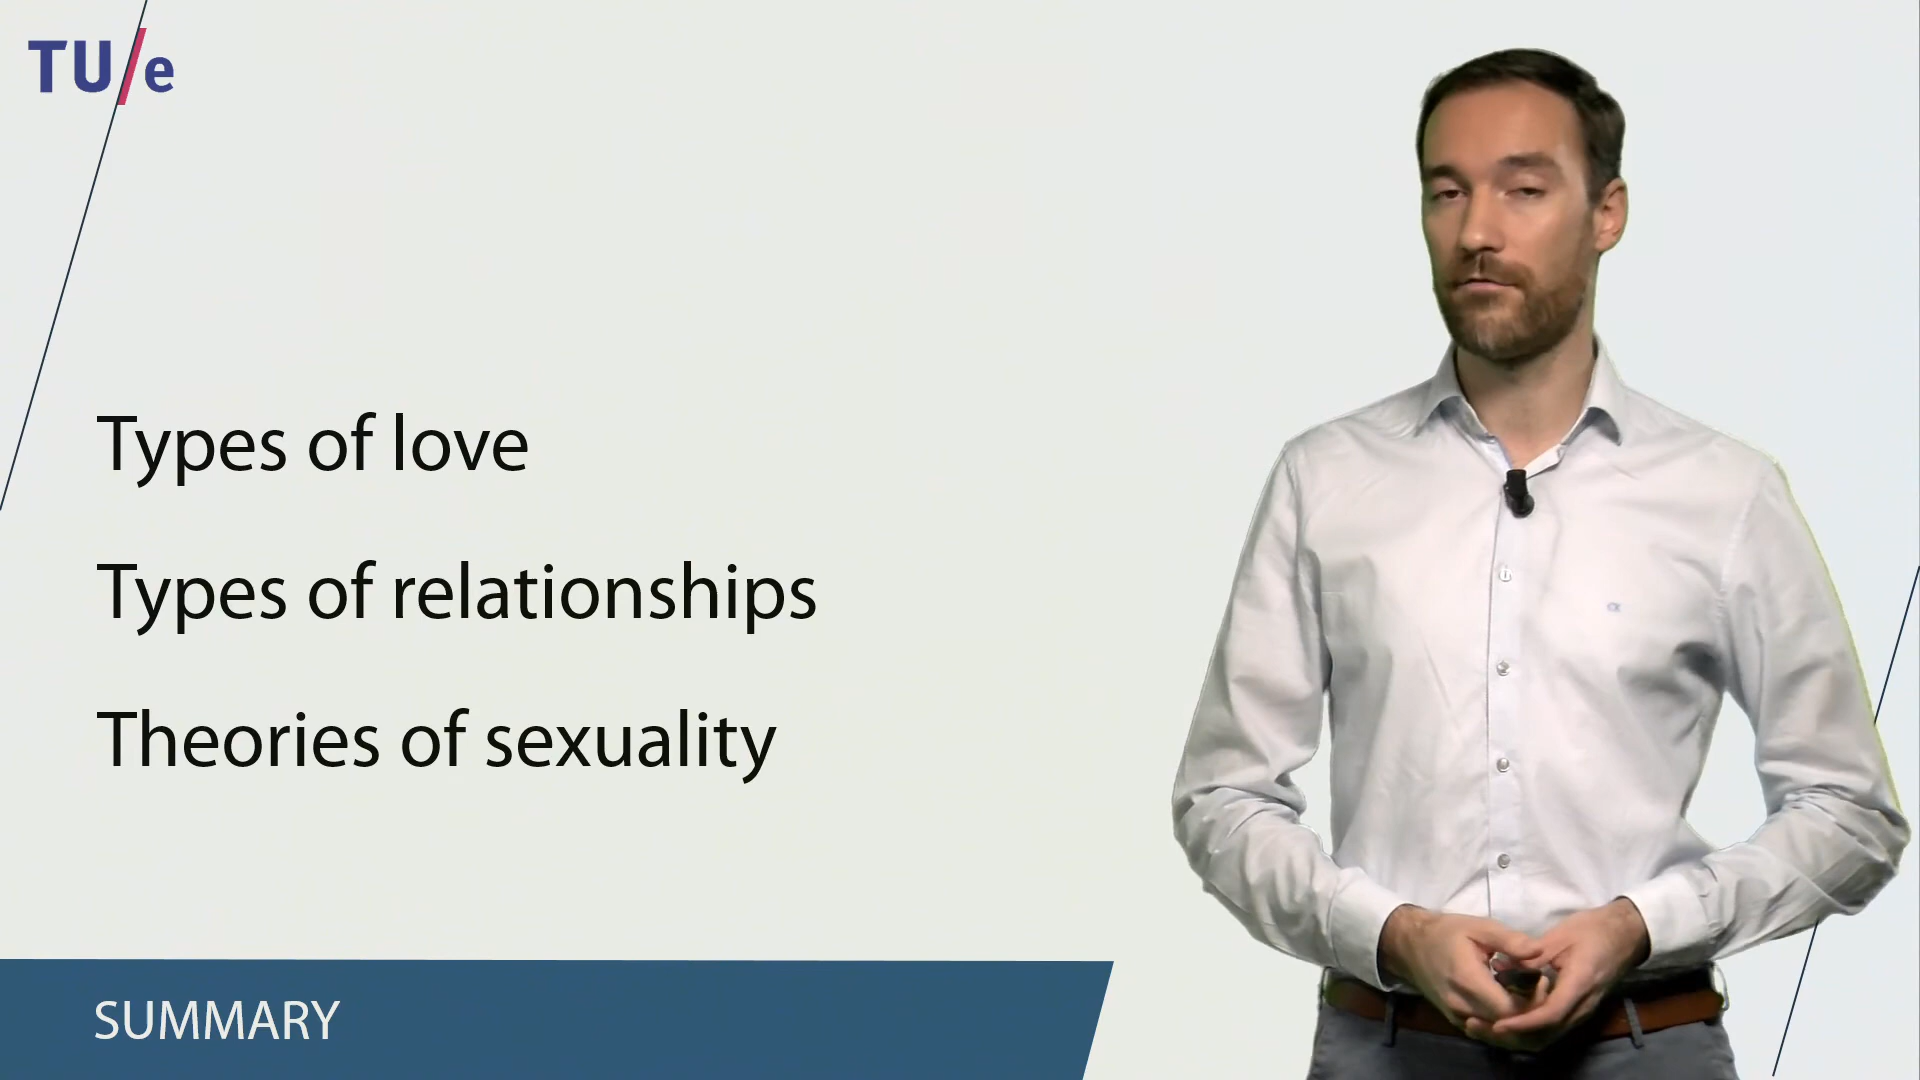 TU/e
Types of love
Types of relationships
Theories of sexuality
SUMMARY